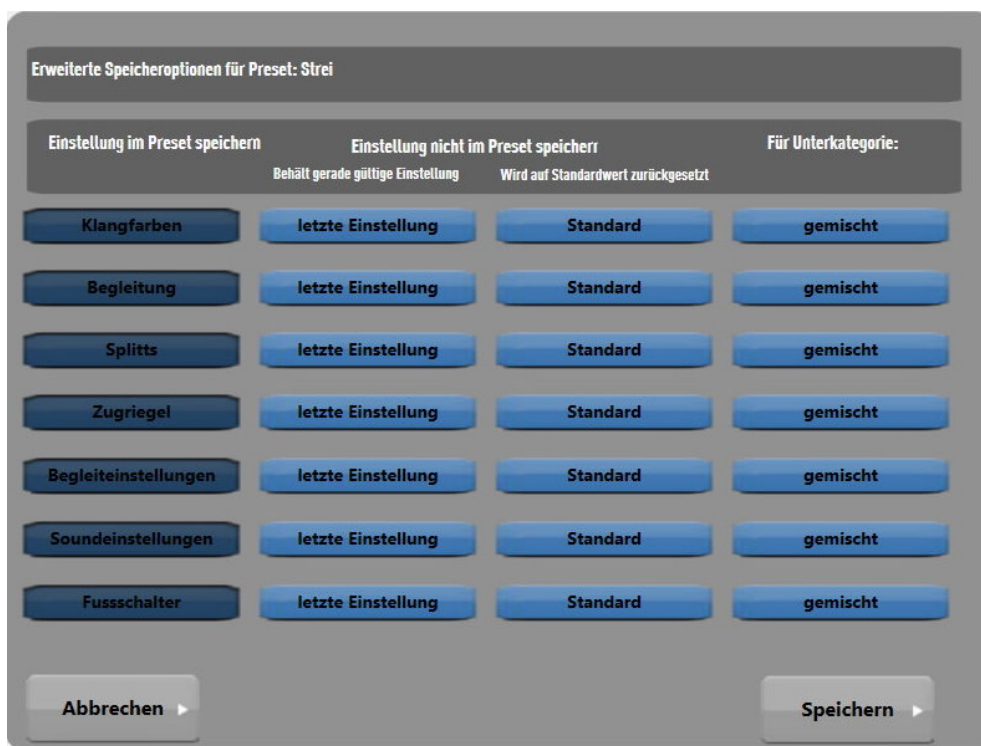 Erweiterte Speicheroptionen für Preset: Strei
Einstellung im Preset speichern Einstellung nicht im Preset speicherr Für Unterkategorie:
Behält gerade gültige Einstellung Wird auf Standardwert zurückgesetzt
Klangfarben letzte Einstellung Standard gemischt
Begleitung letzte Einstellung Standard gemischt
Splitts letzte Einstellung Standard gemischt
Zugriegel letzte Einstellung Standard gemischt
Begleiteinstellungen letzte Einstellung Standard gemischt
Soundeinstellungen letzte Einstellung Standard gemischt
Fussschalter letzte Einstellung Standard gemischt
Abbrechen Speichern